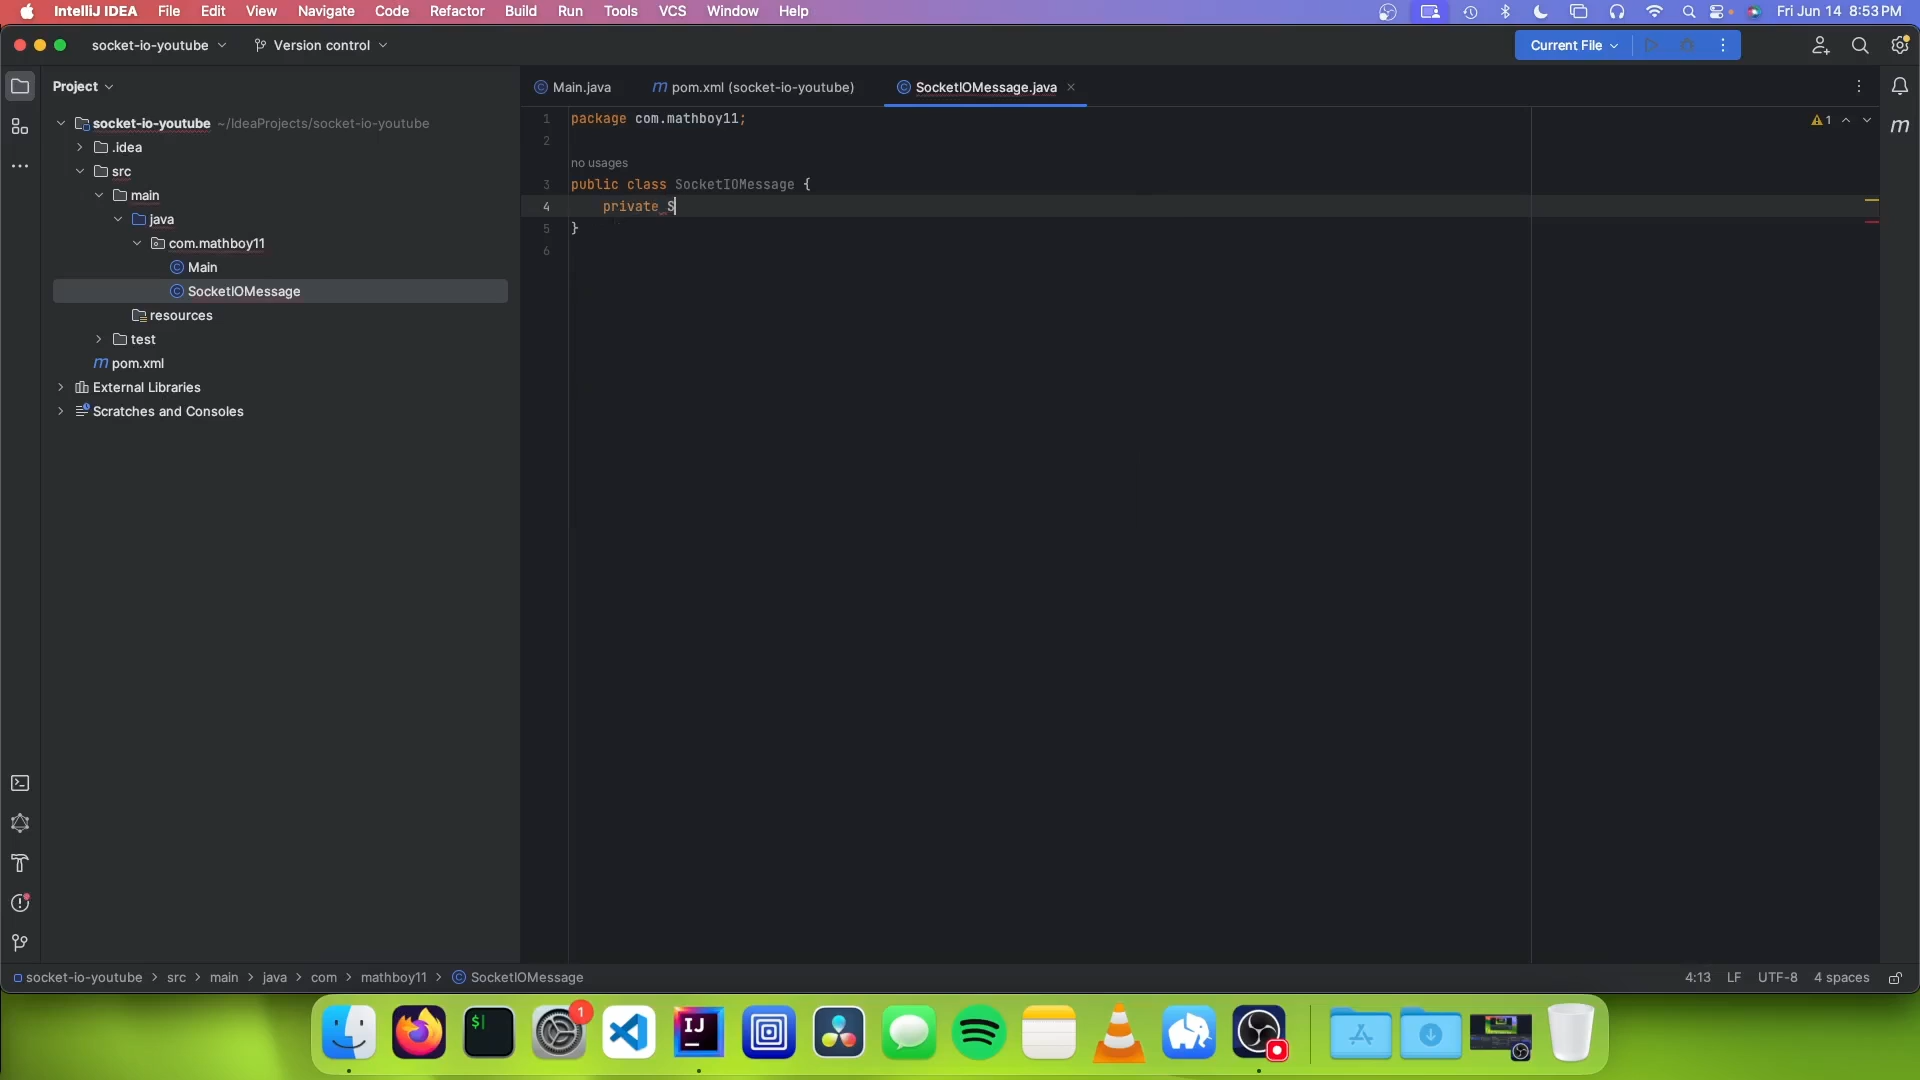 IntelliJ IDEA File Edit View Navigate Code Refactor Build Run Tools VCS Window Help Fri Jun 14 8:53 PM
socket-io-youtube Version control Current File
Project Main.java pom.xml (socket-io-youtube) SocketIOMessage.java
socket-io-youtube ~/IdeaProjects/socket-io-youtube
.idea
src
main
java
com.mathboy11
Main
SocketIOMessage
resources
test
pom.xml
External Libraries
Scratches and Consoles
1 package com.mathboy11;
1
2
no usages
3 public class SocketIOMessage {
4 private S
5 }
6
m
socket-io-youtube > src > main > java > com > mathboy11 > SocketIOMessage 4:13 LF UTF-8 4 spaces
1
$
IJ